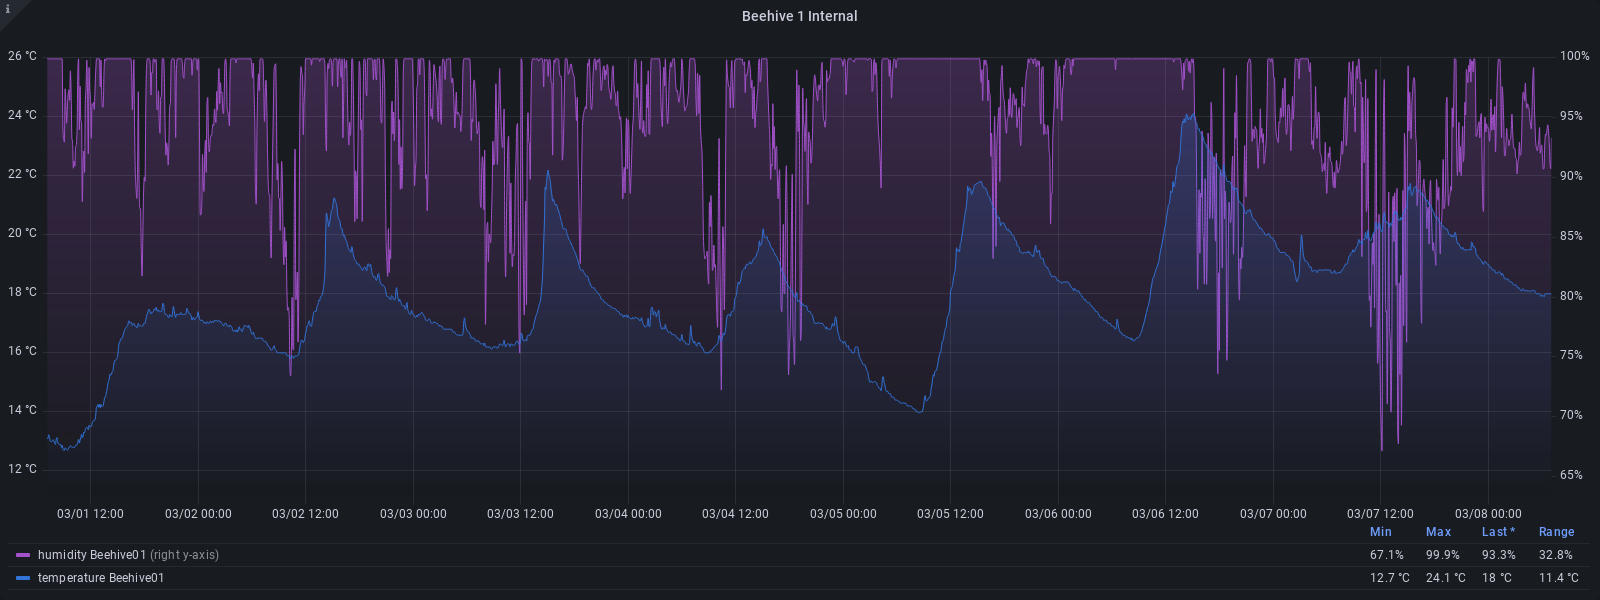 i
Beehive 1 Internal
26 °C 100%
24 °C 95%
22 °C 90%
20 °C 85%
18 °C 80%
16 °C 75%
14 °C 70%
12 °C 65%
03/01 12:00 03/02 00:00 03/02 12:00 03/03 00:00 03/03 12:00 03/04 00:00 03/04 12:00 03/05 00:00 03/05 12:00 03/06 00:00 03/06 12:00 03/07 00:00 03/07 12:00 03/08 00:00
Min Max Last * Range
humidity Beehive01 (right y-axis) 67.1% 99.9% 93.3% 32.8%
temperature Beehive01 12.7 °C 24.1 °C 18 °C 11.4 °C